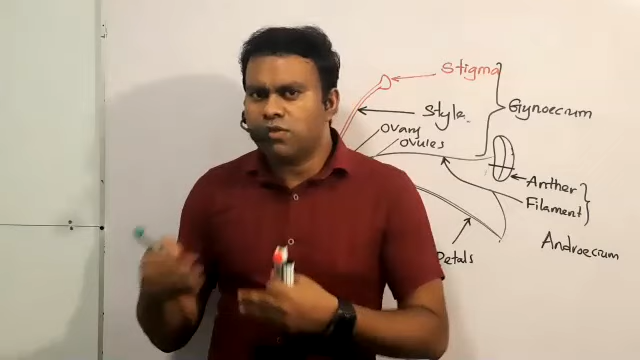 Stigma
Gynoecium
Style
Ovary
Ovules
Anther
Filament
Androecium
Petals